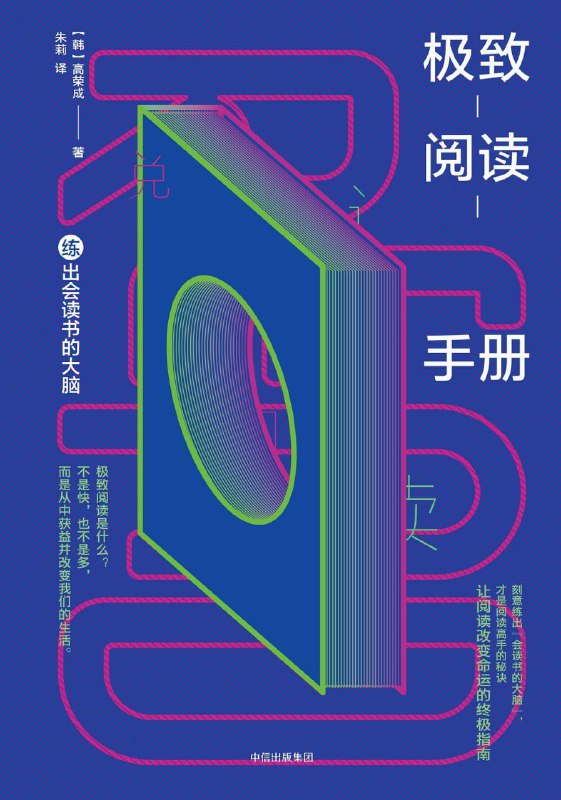 极致
阅读
手册
【韩】高荣成——著
朱莉 译
练出会读书的大脑
极致阅读是什么？
不是快，也不是多，
而是从中获益并改变我们的生活。
刻意练出「会读书的大脑」，
才是阅读高手的秘诀
让阅读改变命运的终极指南
中信出版集团